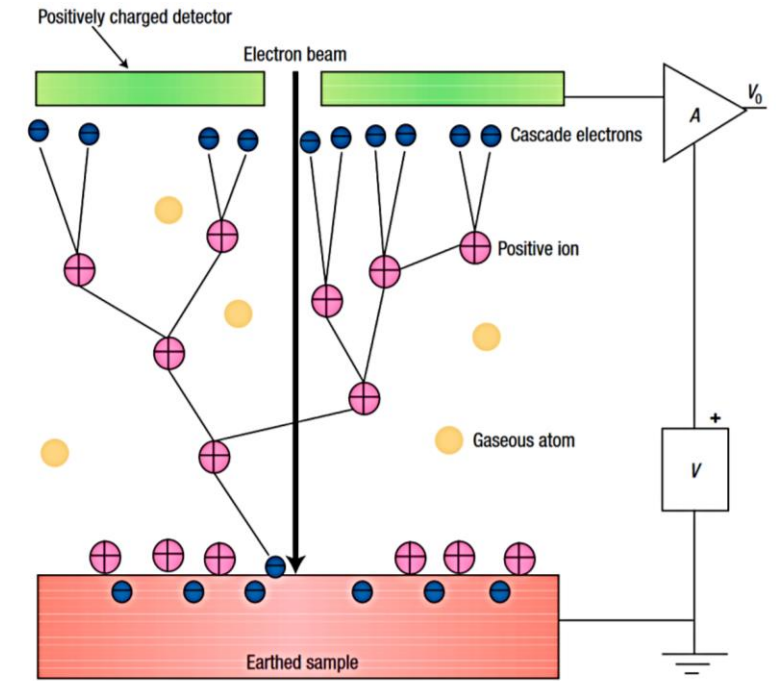 Positively charged detector
Electron beam
V0
A
Cascade electrons
Positive ion
Gaseous atom
+
V
Earthed sample